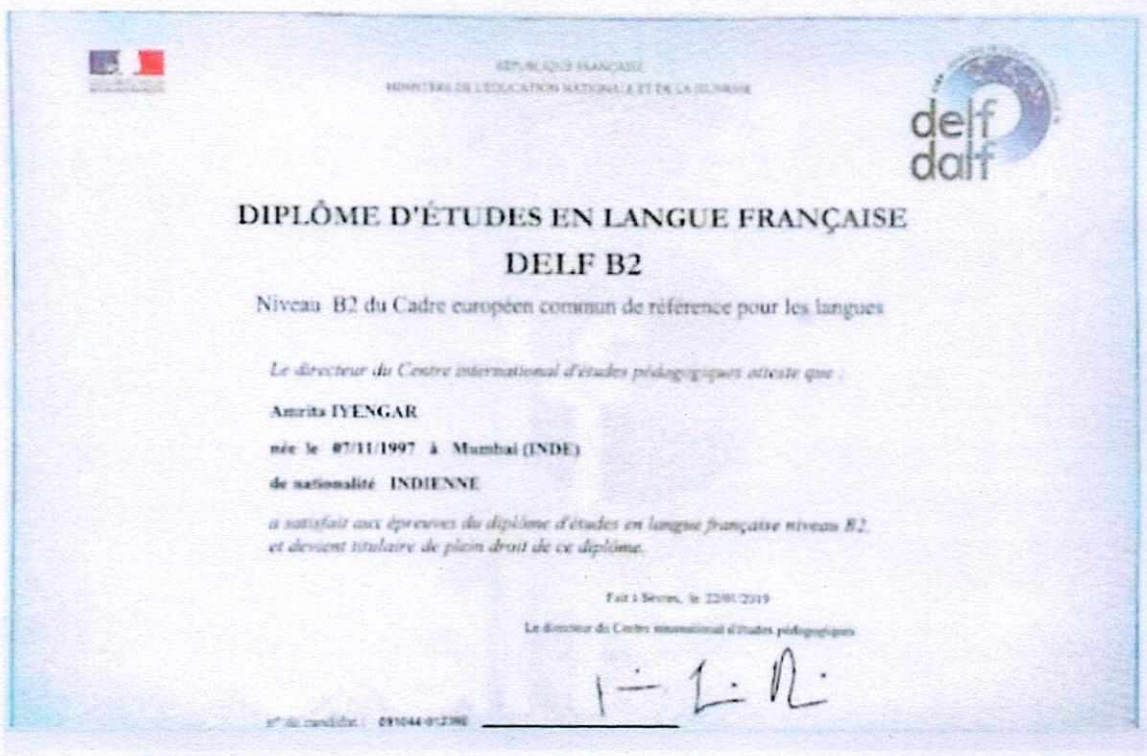 RÉPUBLIQUE FRANÇAISE
MINISTÈRE DE L'ÉDUCATION NATIONALE ET DE LA JEUNESSE
delf
dalf
DIPLÔME D'ÉTUDES EN LANGUE FRANÇAISE
DELF B2
Niveau B2 du Cadre européen commun de référence pour les langues
Le directeur du Centre international d'études pédagogiques atteste que :
Amrita IYENGAR
née le 07/11/1997 à Mumbai (INDE)
de nationalité INDIENNE
a satisfait aux épreuves du diplôme d'études en langue française niveau B2,
et devient titulaire de plein droit de ce diplôme.
Fait à Sèvres, le
Le directeur du Centre international d'études pédagogiques
n° du candidat :